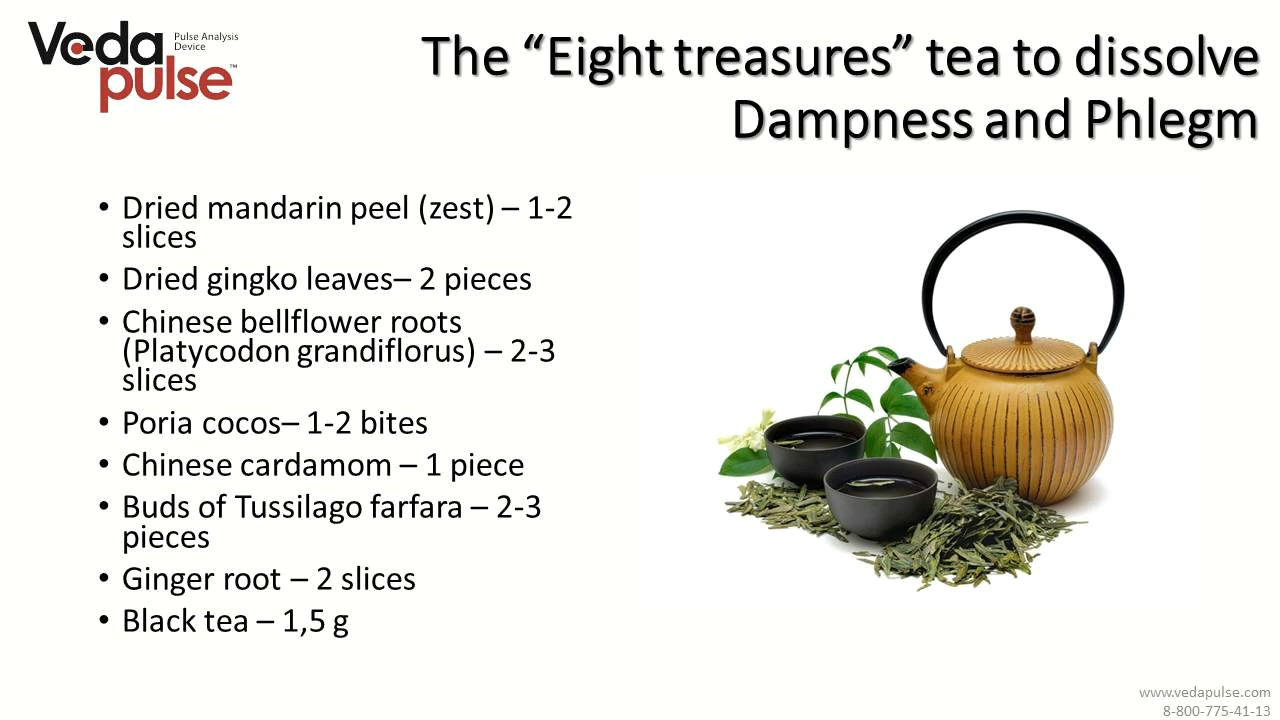 Veda
pulse™
Pulse Analysis
Device
The “Eight treasures” tea to dissolve
Dampness and Phlegm
• Dried mandarin peel (zest) – 1-2
slices
• Dried gingko leaves– 2 pieces
• Chinese bellflower roots
(Platycodon grandiflorus) – 2-3
slices
• Poria cocos– 1-2 bites
• Chinese cardamom – 1 piece
• Buds of Tussilago farfara – 2-3
pieces
• Ginger root – 2 slices
• Black tea – 1,5 g
www.vedapulse.com
8-800-775-41-13